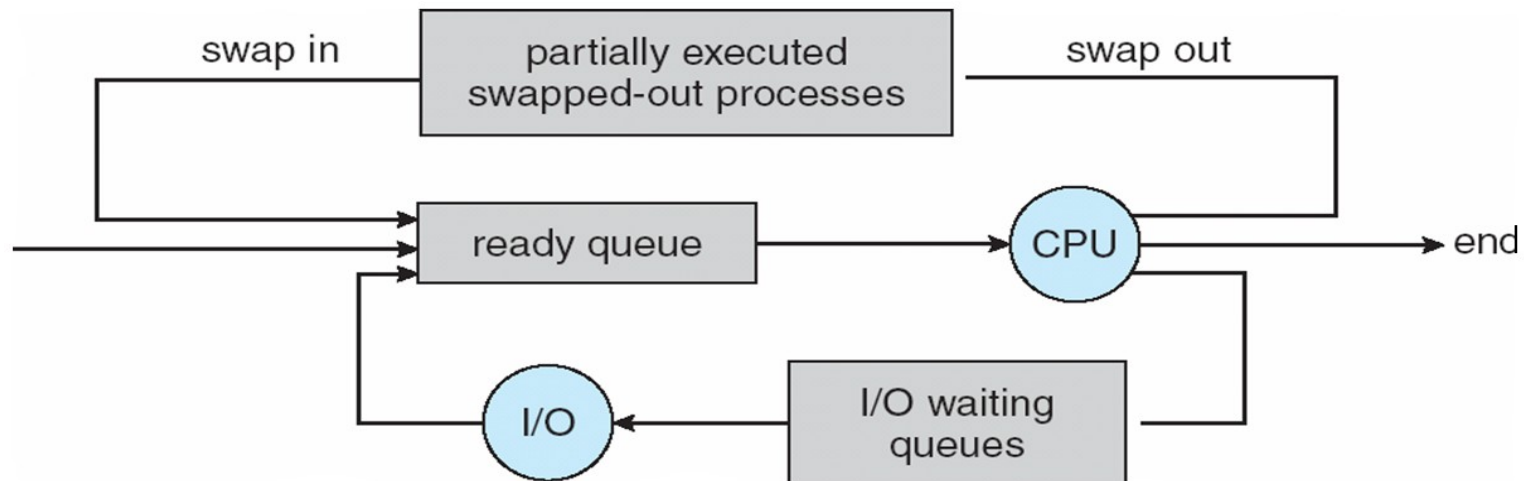 swap in
partially executed
swapped-out processes
swap out
ready queue
CPU
end
I/O
I/O waiting
queues